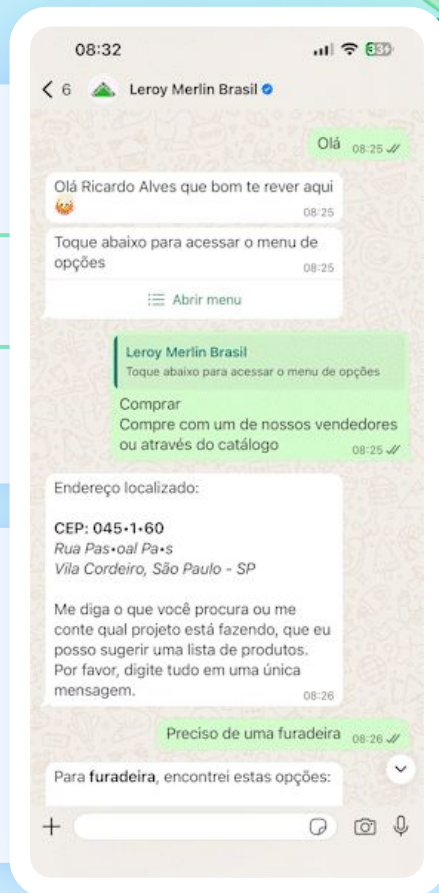 08:32
33
6 Leroy Merlin Brasil
Olá 08:25
Olá Ricardo Alves que bom te rever aqui
08:25
Toque abaixo para acessar o menu de
opções
08:25
Abrir menu
Leroy Merlin Brasil
Toque abaixo para acessar o menu de opções
Comprar
Compre com um de nossos vendedores
ou através do catálogo
08:25
Endereço localizado:
CEP: 045•1•60
Rua Pas•oal Pa•s
Vila Cordeiro, São Paulo - SP
Me diga o que você procura ou me
conte qual projeto está fazendo, que eu
posso sugerir uma lista de produtos.
Por favor, digite tudo em uma única
mensagem.
08:26
Preciso de uma furadeira 08:26
Para furadeira, encontrei estas opções: